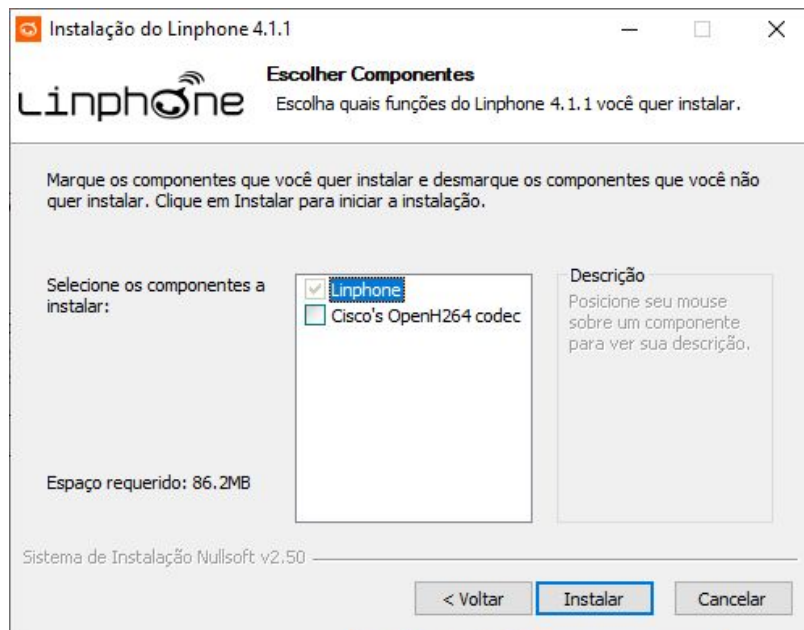 Instalação do Linphone 4.1.1
Linphone
Escolher Componentes
Escolha quais funções do Linphone 4.1.1 você quer instalar.
Marque os componentes que você quer instalar e desmarque os componentes que você não
quer instalar. Clique em Instalar para iniciar a instalação.
Selecione os componentes a
instalar:
Linphone
Cisco's OpenH264 codec
Descrição
Posicione seu mouse
sobre um componente
para ver sua descrição.
Espaço requerido: 86.2MB
Sistema de Instalação Nullsoft v2.50
< Voltar
Instalar
Cancelar